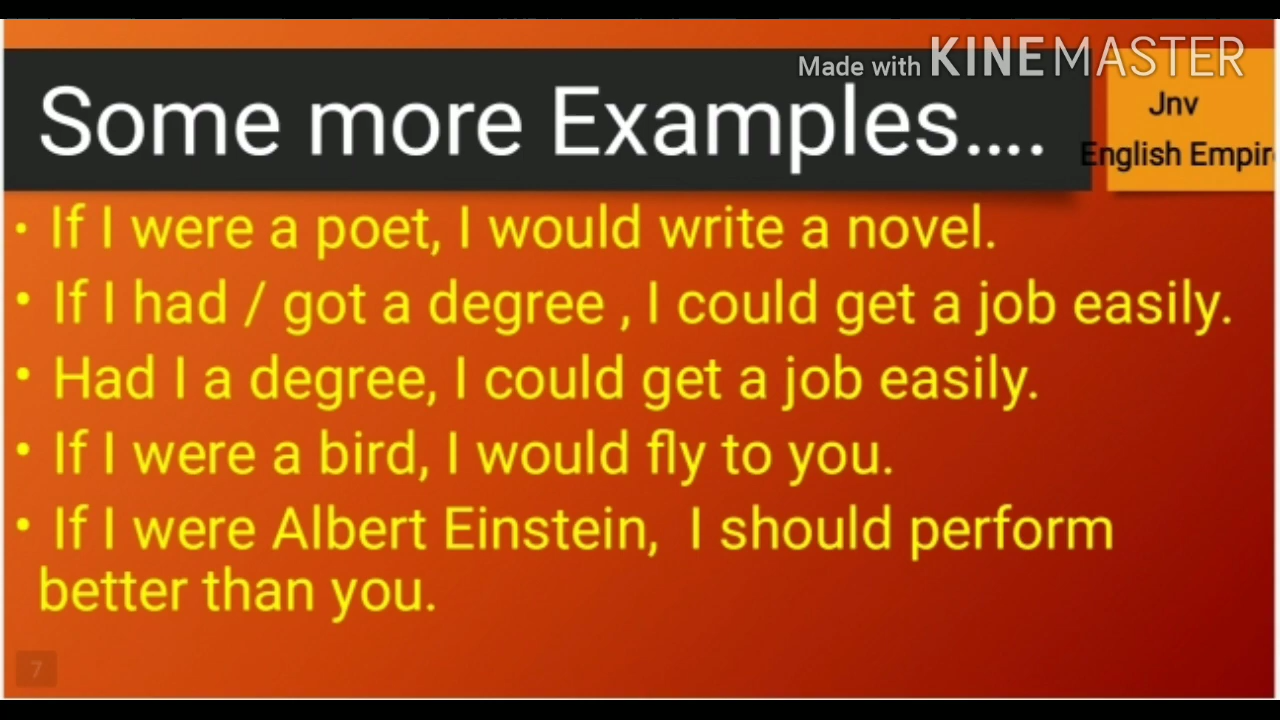 Made with KINEMASTER
Some more Examples....
Jnv
English Empir
• If I were a poet, I would write a novel.
• If I had / got a degree , I could get a job easily.
• Had I a degree, I could get a job easily.
• If I were a bird, I would fly to you.
• If I were Albert Einstein, I should perform
better than you.
7